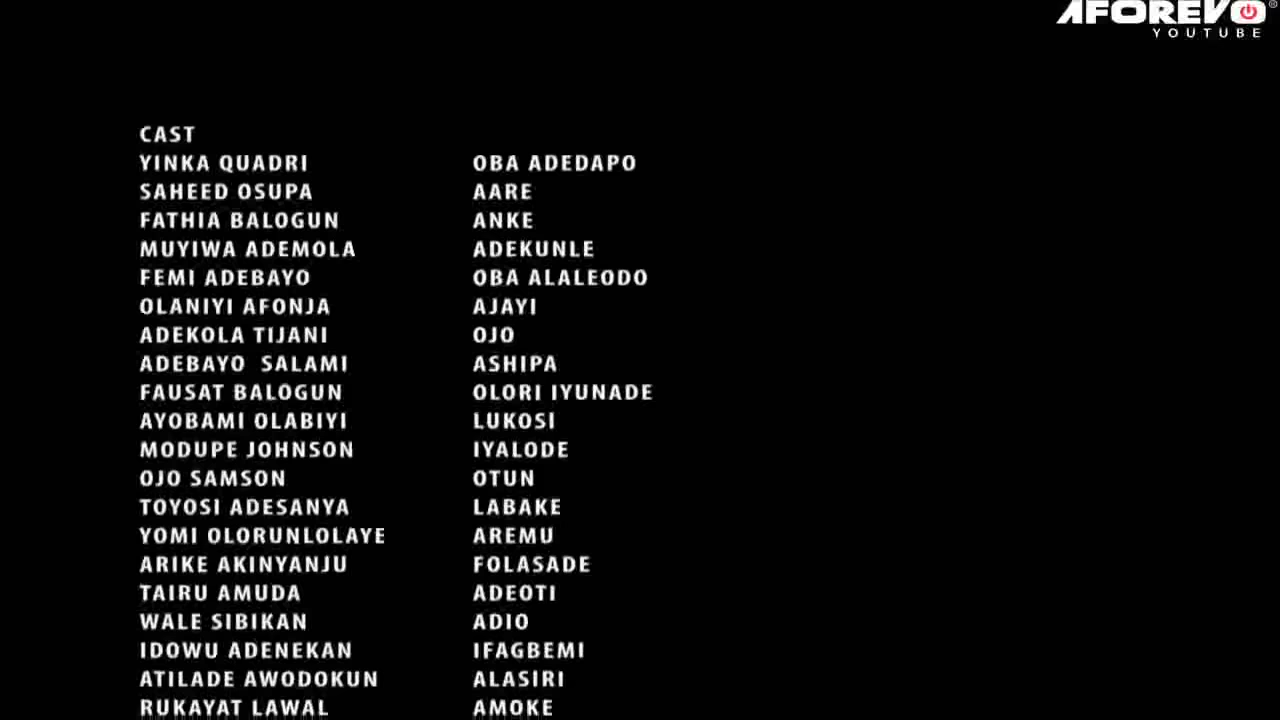 AFOREVO®
YOUTUBE
CAST
YINKA QUADRI OBA ADEDAPO
SAHEED OSUPA AARE
FATHIA BALOGUN ANKE
MUYIWA ADEMOLA ADEKUNLE
FEMI ADEBAYO OBA ALALEODO
OLANIYI AFONJA AJAYI
ADEKOLA TIJANI OJO
ADEBAYO SALAMI ASHIPA
FAUSAT BALOGUN OLORI IYUNADE
AYOBAMI OLABIYI LUKOSI
MODUPE JOHNSON IYALODE
OJO SAMSON OTUN
TOYOSI ADESANYA LABAKE
YOMI OLORUNLOLAYE AREMU
ARIKE AKINYANJU FOLASADE
TAIRU AMUDA ADEOTI
WALE SIBIKAN ADIO
IDOWU ADENEKAN IFAGBEMI
ATILADE AWODOKUN ALASIRI
RUKAYAT LAWAL AMOKE